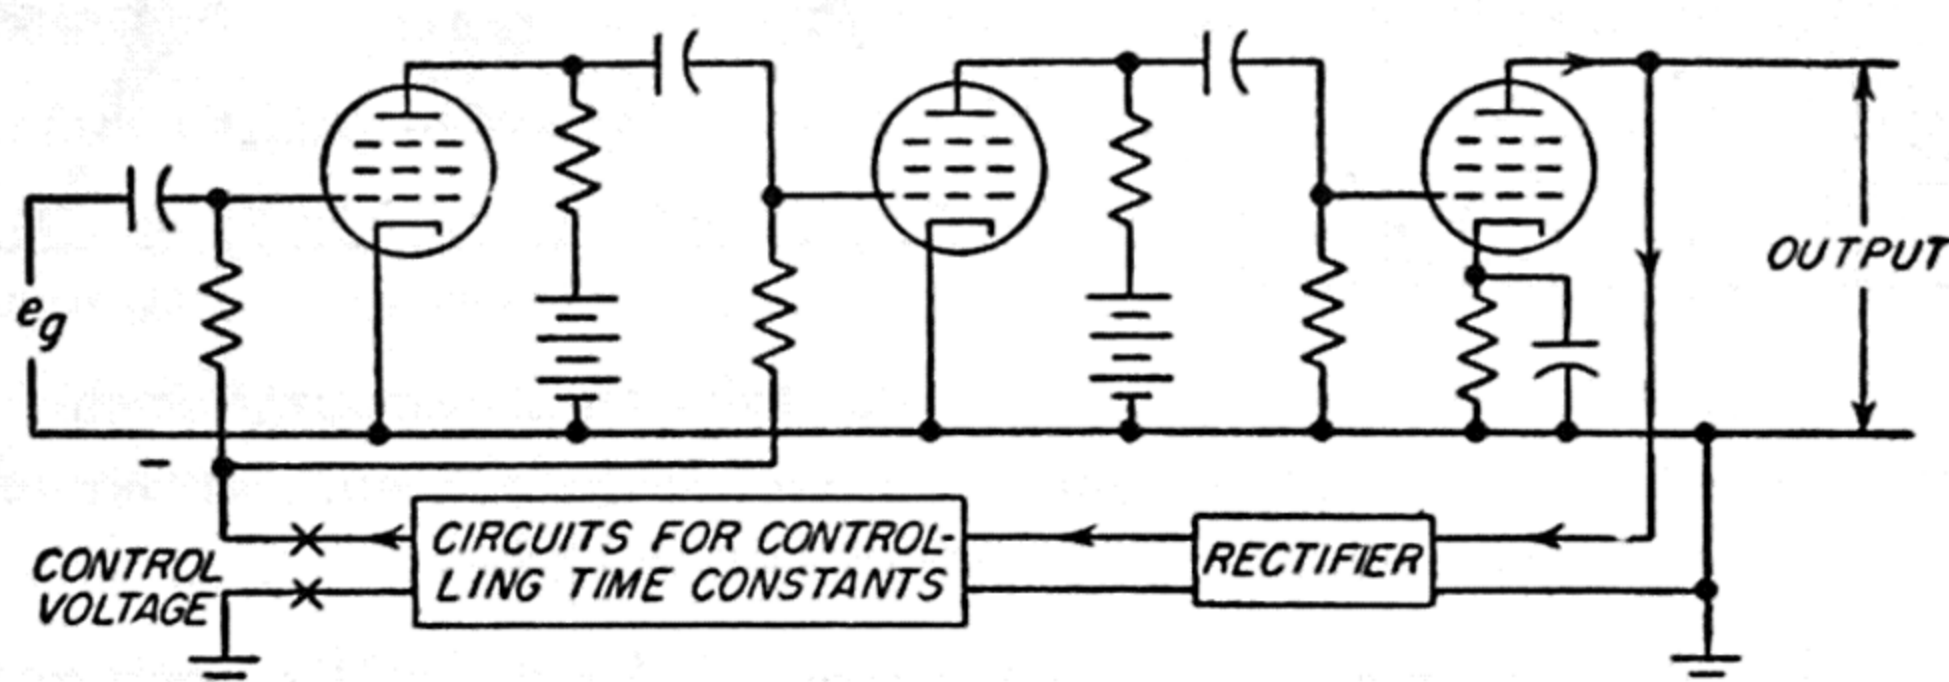 e_g
OUTPUT
−
CONTROL
VOLTAGE
CIRCUITS FOR CONTROL-
LING TIME CONSTANTS
RECTIFIER